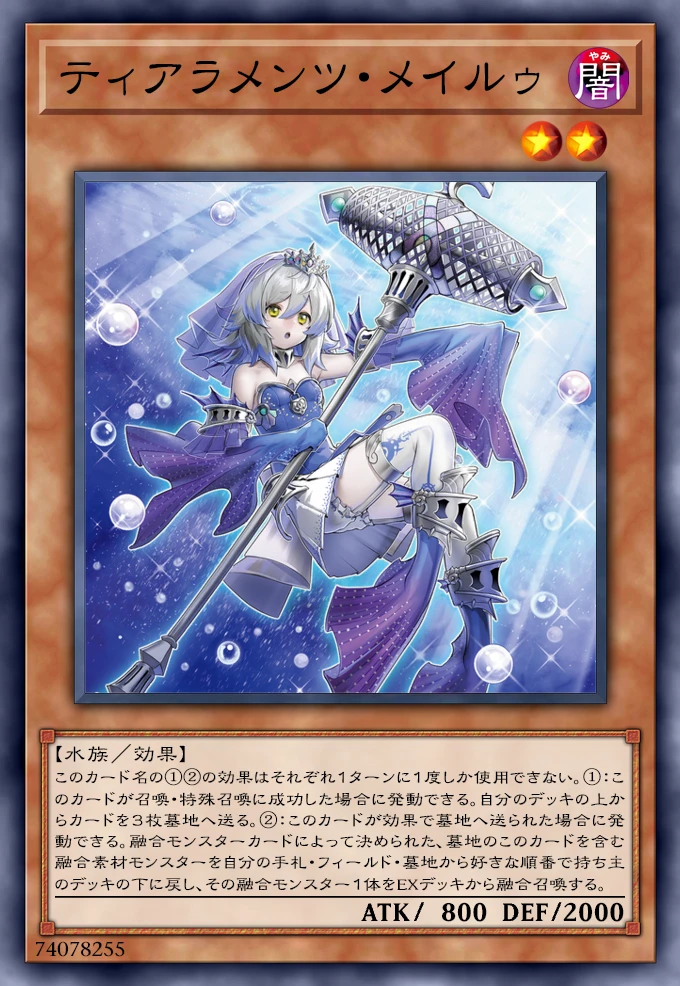 ティアラメンツ・メイルゥ
やみ
闇
【水族／効果】
このカード名の①②の効果はそれぞれ１ターンに１度しか使用できない。①：こ
のカードが召喚・特殊召喚に成功した場合に発動できる。自分のデッキの上か
らカードを３枚墓地へ送る。②：このカードが効果で墓地へ送られた場合に発
動できる。融合モンスターカードによって決められた、墓地のこのカードを含む
融合素材モンスターを自分の手札・フィールド・墓地から好きな順番で持ち主
のデッキの下に戻し、その融合モンスター１体をEXデッキから融合召喚する。
ATK/ 800 DEF/2000
74078255